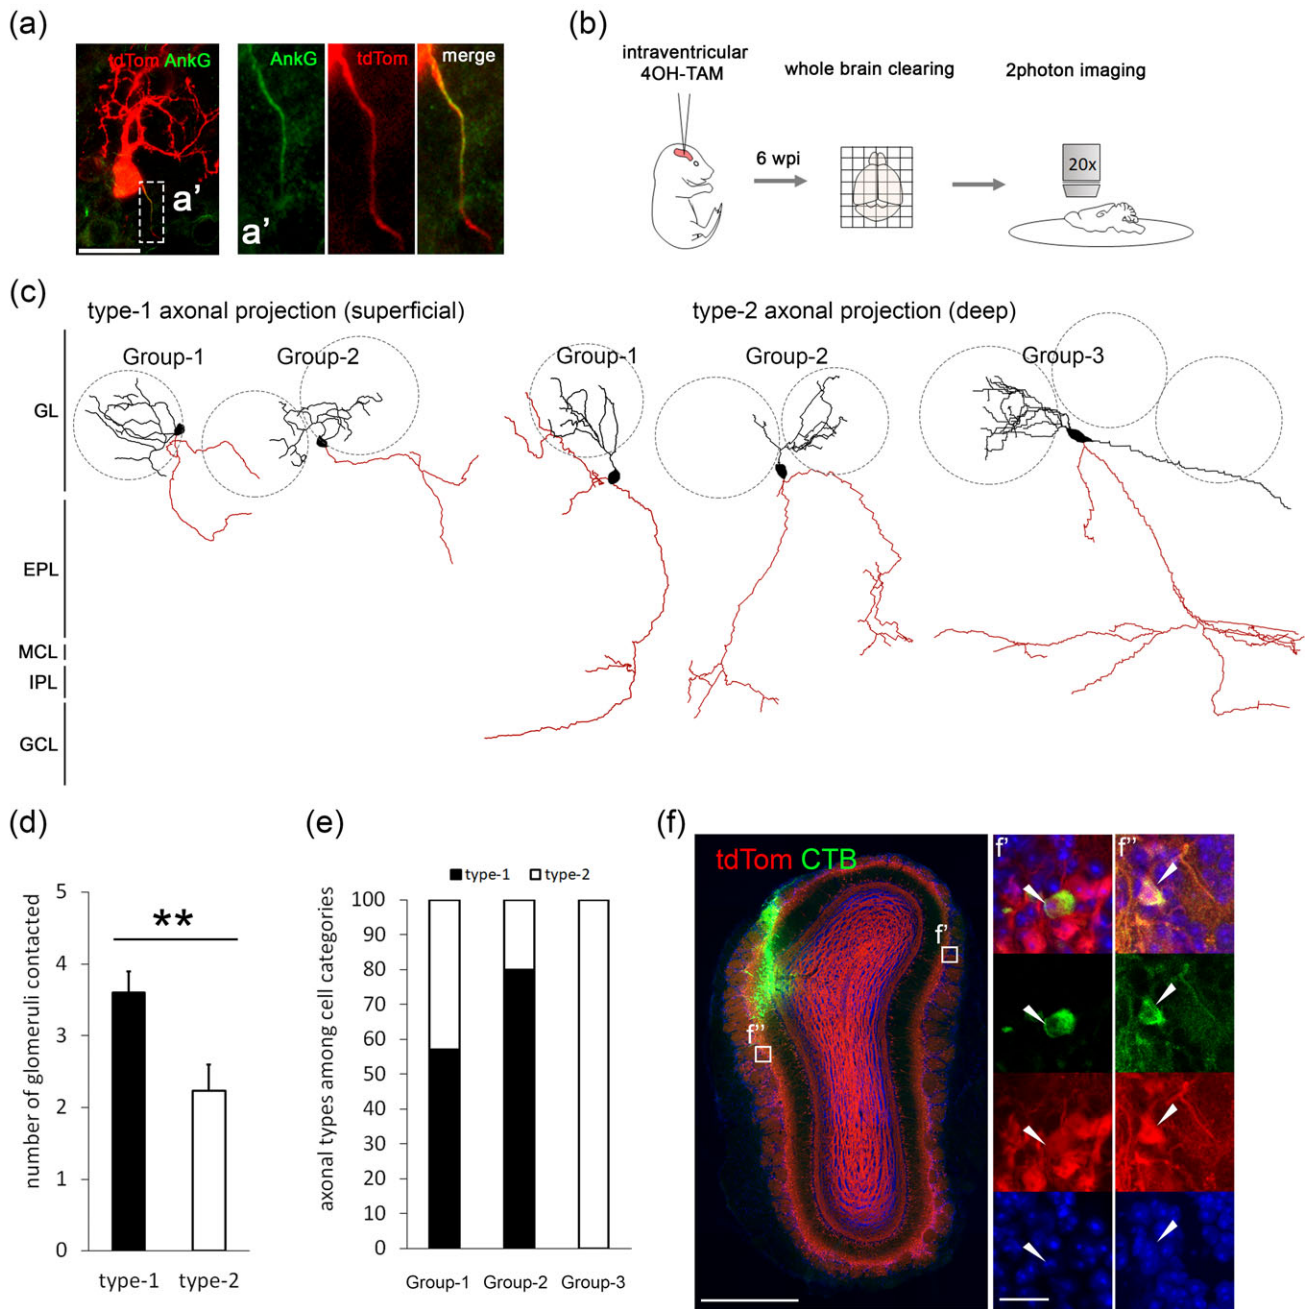 (a)
tdTom AnkG
a'
AnkG
a'
tdTom
merge
(b)
intraventricular
4OH-TAM
6 wpi
whole brain clearing
2photon imaging
20x
(c)
type-1 axonal projection (superficial)
type-2 axonal projection (deep)
Group-1
Group-2
Group-1
Group-2
Group-3
GL
EPL
MCL
IPL
GCL
(d)
number of glomeruli contacted
5
4
3
2
1
0
**
type-1
type-2
(e)
type-1
type-2
axonal types among cell categories
100
90
80
70
60
50
40
30
20
10
0
Group-1
Group-2
Group-3
(f)
tdTom CTB
f'
f''
f'
f''